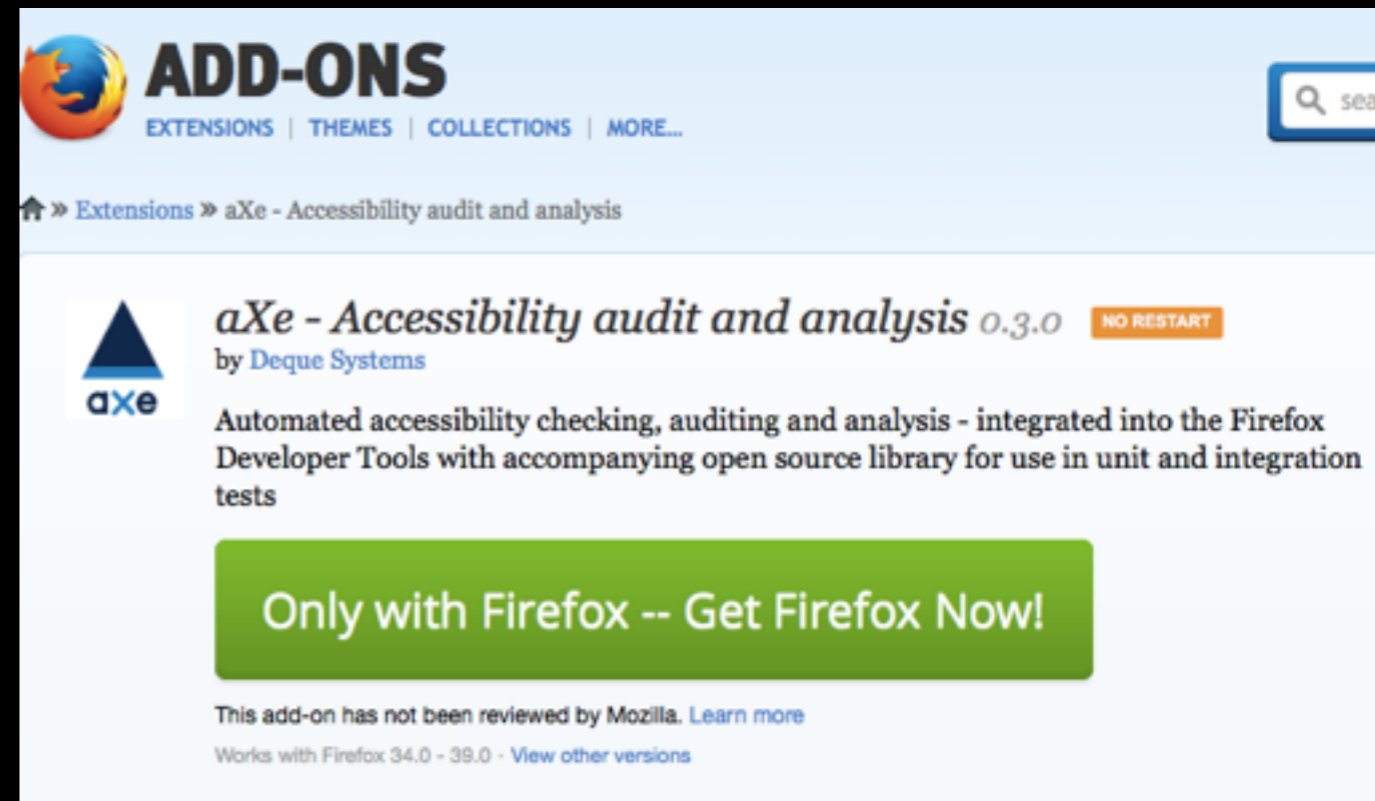 ADD-ONS
EXTENSIONS | THEMES | COLLECTIONS | MORE...
sea
» Extensions » aXe - Accessibility audit and analysis
aXe - Accessibility audit and analysis 0.3.0 NO RESTART
by Deque Systems
axe
Automated accessibility checking, auditing and analysis - integrated into the Firefox
Developer Tools with accompanying open source library for use in unit and integration
tests
Only with Firefox -- Get Firefox Now!
This add-on has not been reviewed by Mozilla. Learn more
Works with Firefox 34.0 - 39.0 · View other versions